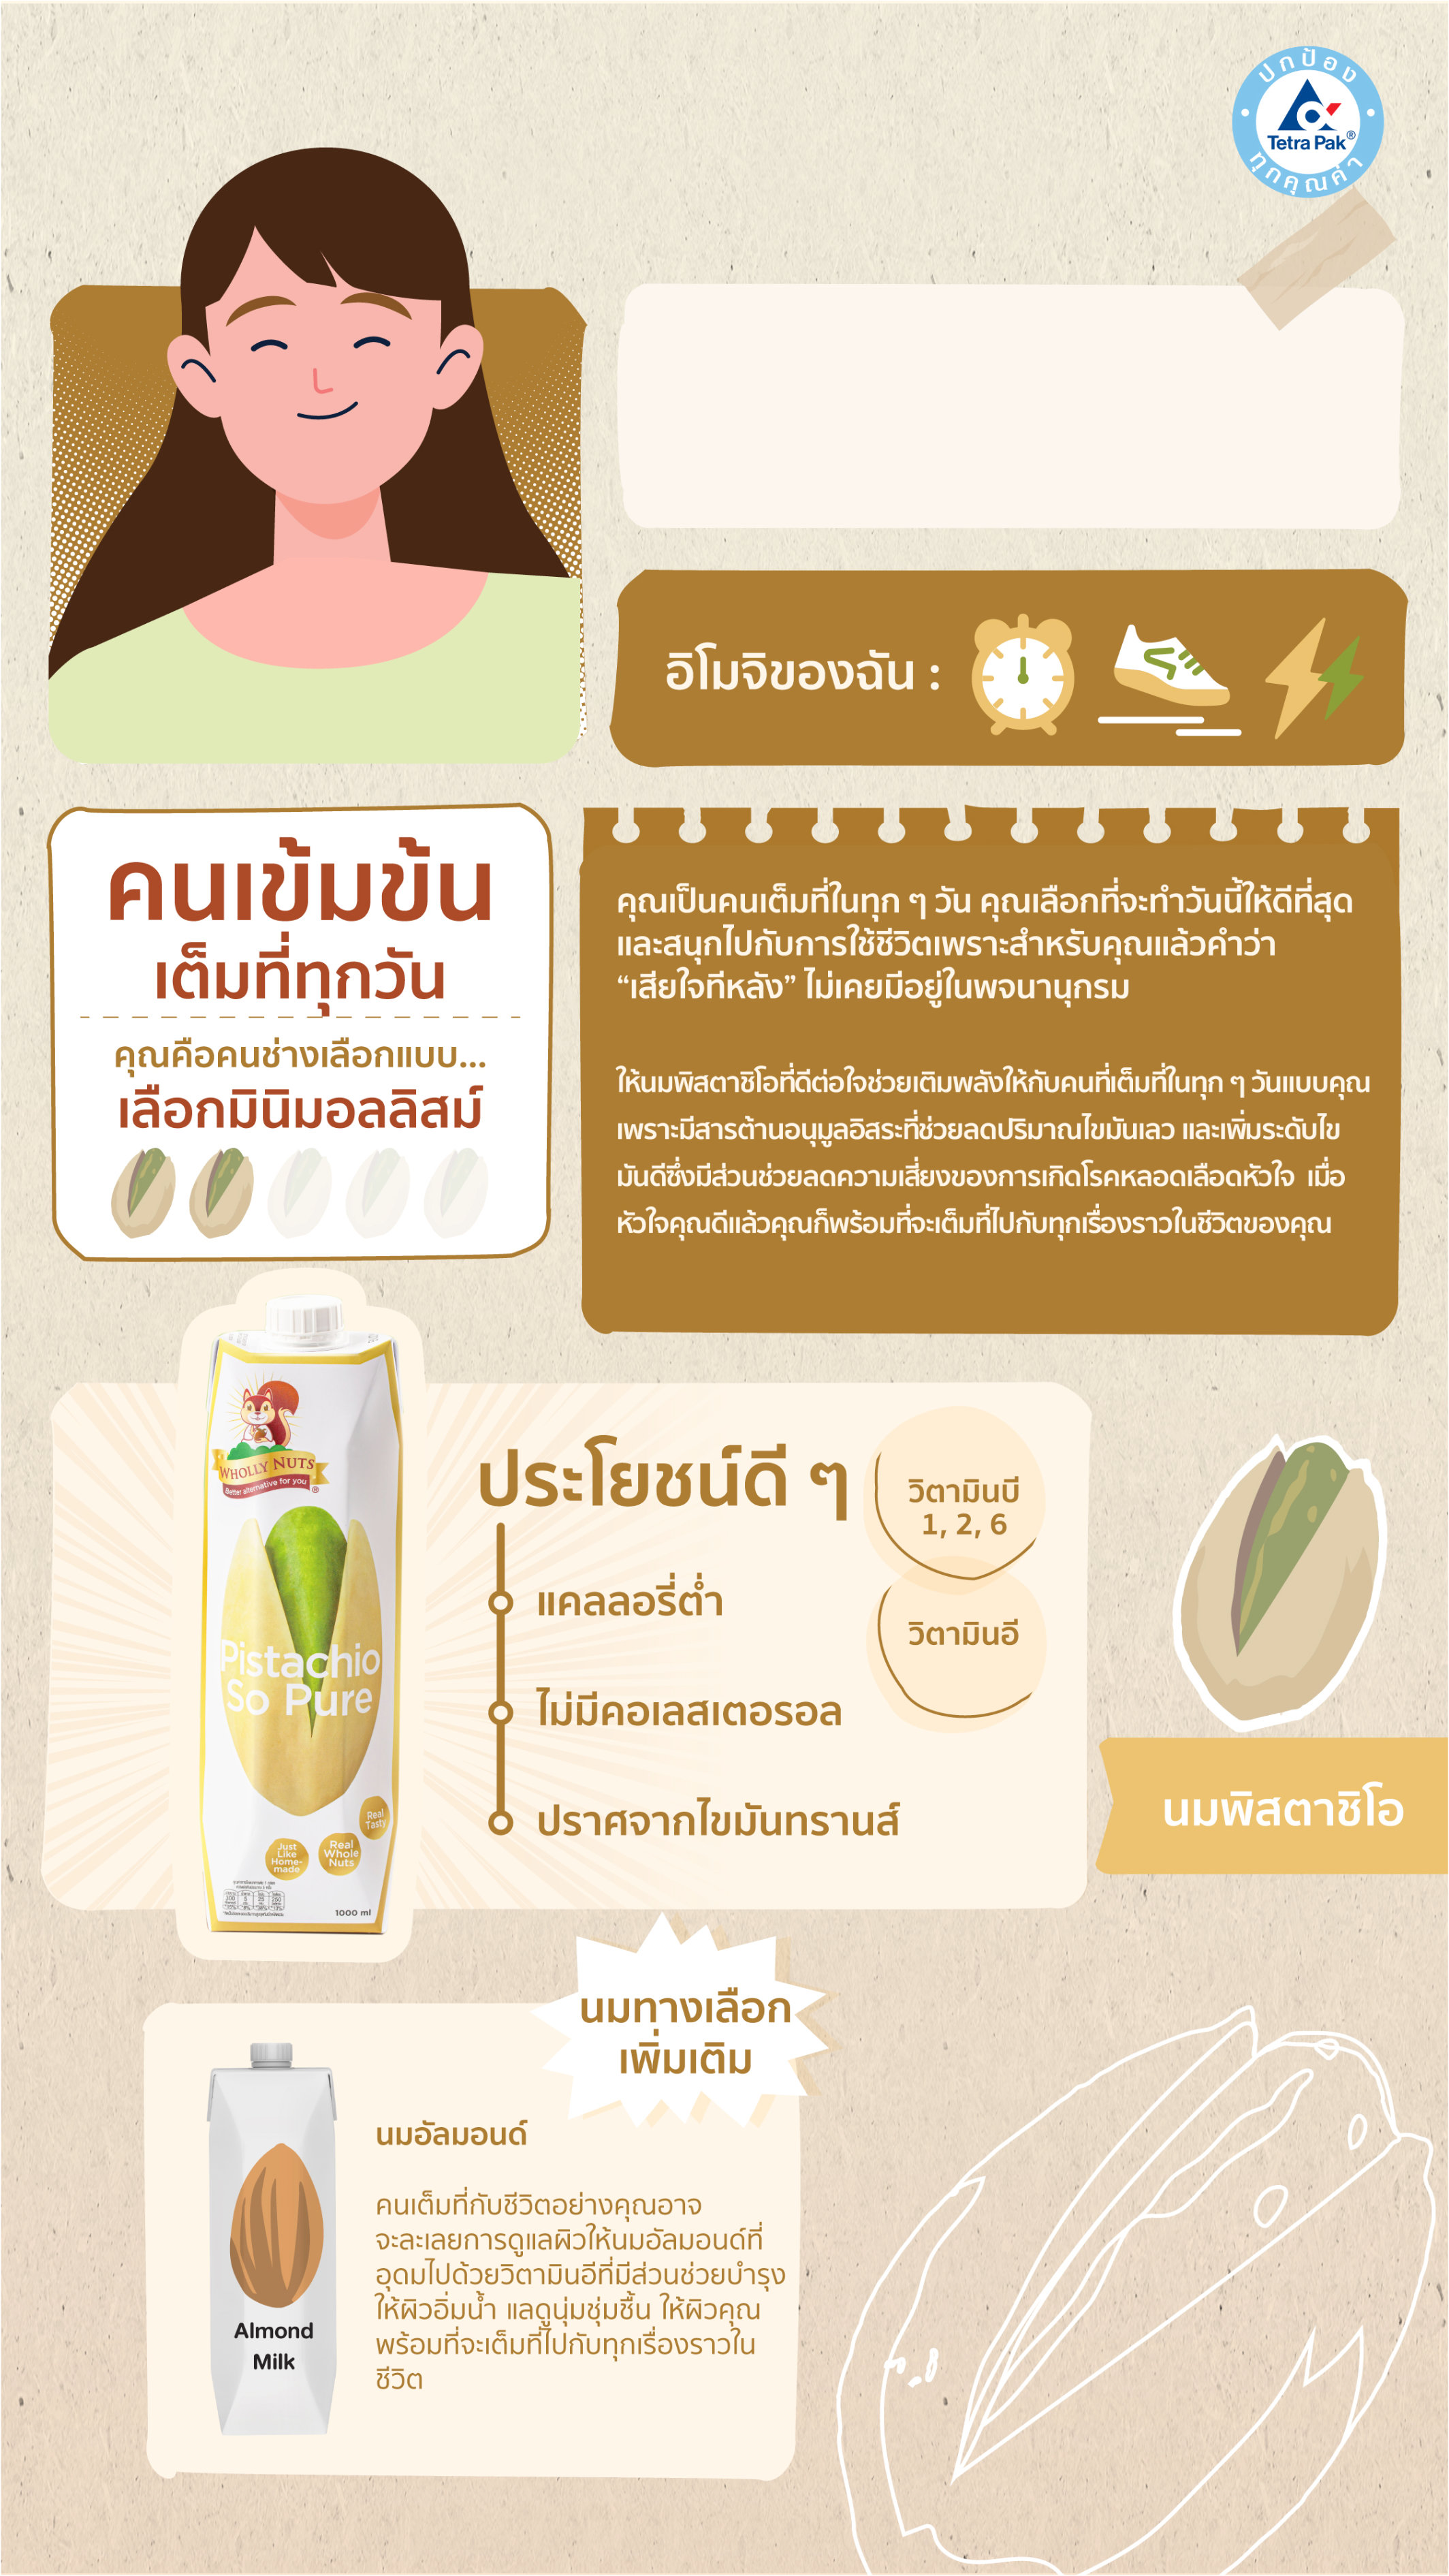 ปกป้อง
Tetra Pak®
ทุกคุณค่า
อิโมจิของฉัน :
คนเข้มข้น
เต็มที่ทุกวัน
คุณคือคนช่างเลือกแบบ...
เลือกมินิมอลลิสม์
คุณเป็นคนเต็มที่ในทุก ๆ วัน คุณเลือกที่จะทำวันนี้ให้ดีที่สุด
และสนุกไปกับการใช้ชีวิตเพราะสำหรับคุณแล้วคำว่า
“เสียใจทีหลัง” ไม่เคยมีอยู่ในพจนานุกรม
ให้นมพิสตาชิโอที่ดีต่อใจช่วยเติมพลังให้กับคนที่เต็มที่ในทุก ๆ วันแบบคุณ
เพราะมีสารต้านอนุมูลอิสระที่ช่วยลดปริมาณไขมันเลว และเพิ่มระดับไข
มันดีซึ่งมีส่วนช่วยลดความเสี่ยงของการเกิดโรคหลอดเลือดหัวใจ เมื่อ
หัวใจคุณดีแล้วคุณก็พร้อมที่จะเต็มที่ไปกับทุกเรื่องราวในชีวิตของคุณ
WHOLLY NUTS
Better alternative for you ®
Pistachio
So Pure
Real
Tasty
Just
Like
Home-
made
Real
Whole
Nuts
1000 ml
ประโยชน์ดี ๆ
แคลลอรี่ต่ำ
ไม่มีคอเลสเตอรอล
ปราศจากไขมันทรานส์
วิตามินบี
1, 2, 6
วิตามินอี
นมพิสตาชิโอ
นมทางเลือก
เพิ่มเติม
Almond
Milk
นมอัลมอนด์
คนเต็มที่กับชีวิตอย่างคุณอาจ
จะละเลยการดูแลผิวให้นมอัลมอนด์ที่
อุดมไปด้วยวิตามินอีที่มีส่วนช่วยบำรุง
ให้ผิวอิ่มน้ำ แลดูนุ่มชุ่มชื้น ให้ผิวคุณ
พร้อมที่จะเต็มที่ไปกับทุกเรื่องราวใน
ชีวิต